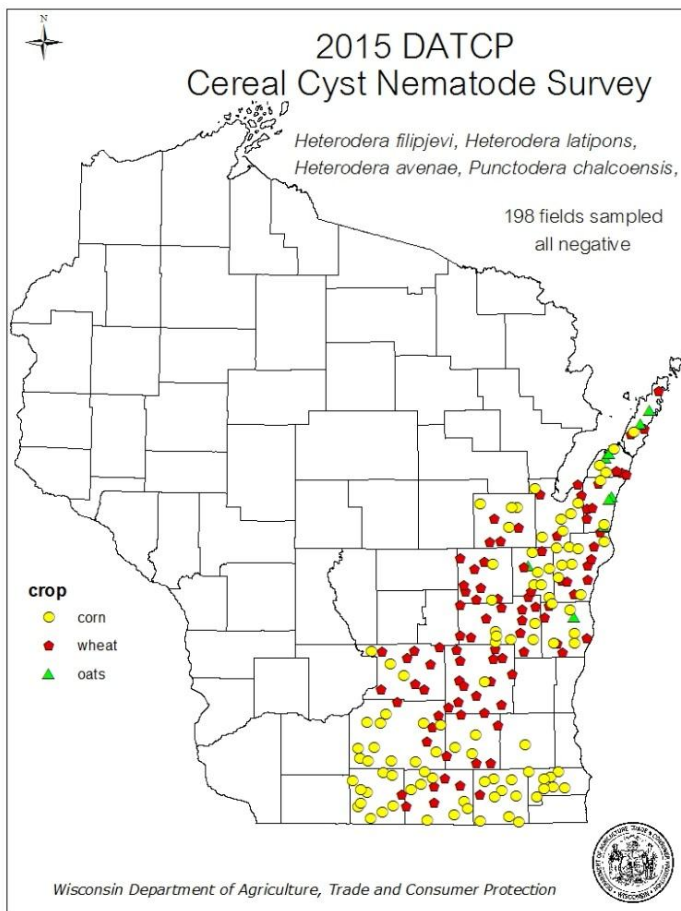 N
2015 DATCP
Cereal Cyst Nematode Survey
Heterodera filipjevi, Heterodera latipons,
Heterodera avenae, Punctodera chalcoensis,
198 fields sampled
all negative
crop
corn
wheat
oats
Wisconsin Department of Agriculture, Trade and Consumer Protection